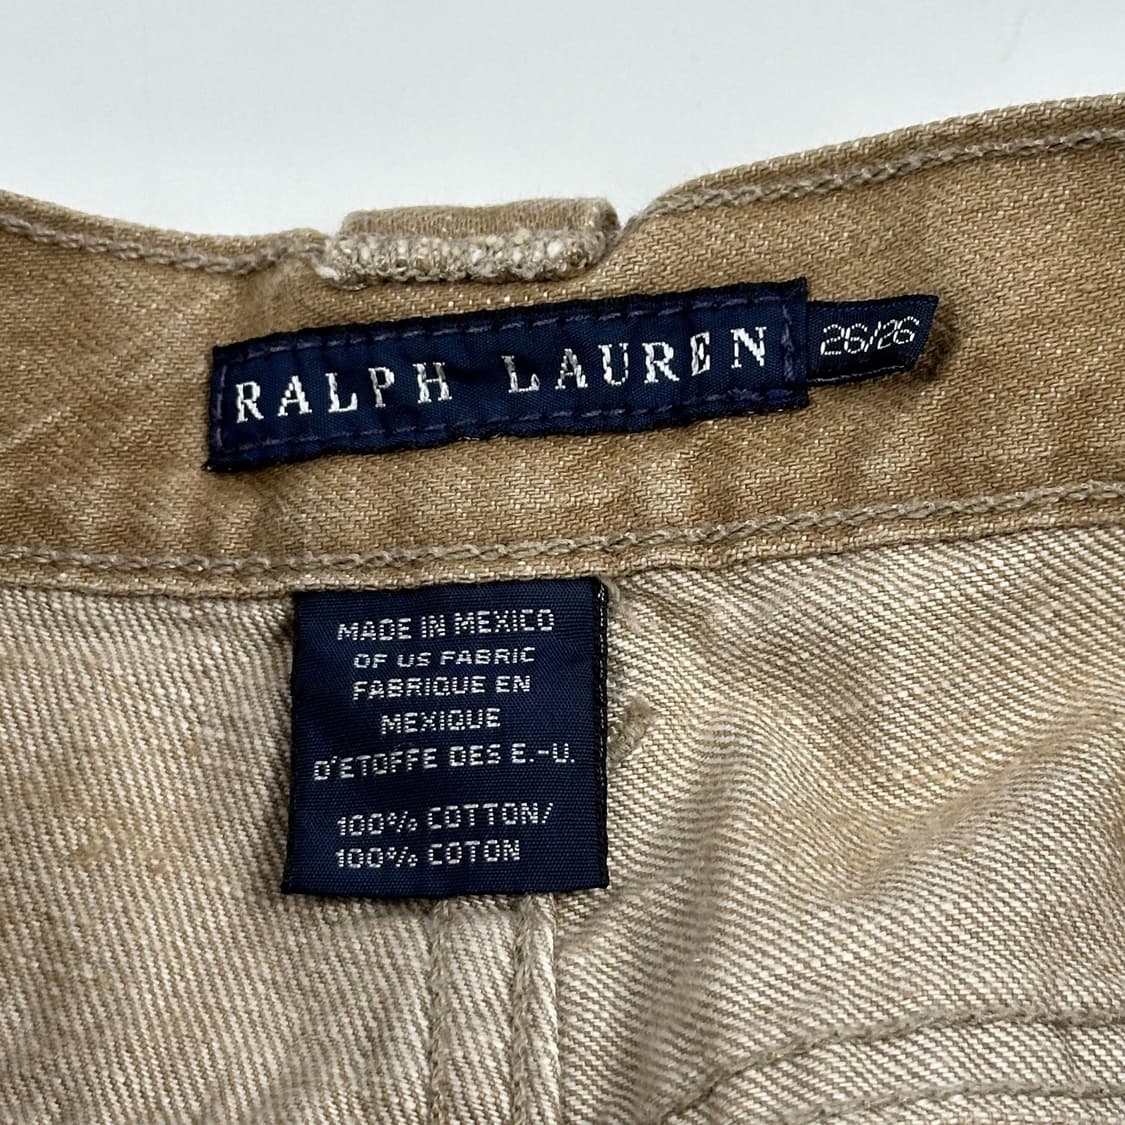 RALPH LAUREN 26/26
MADE IN MEXICO
OF US FABRIC
FABRIQUE EN
MEXIQUE
D'ETOFFE DES E.-U.
100% COTTON/
100% COTON